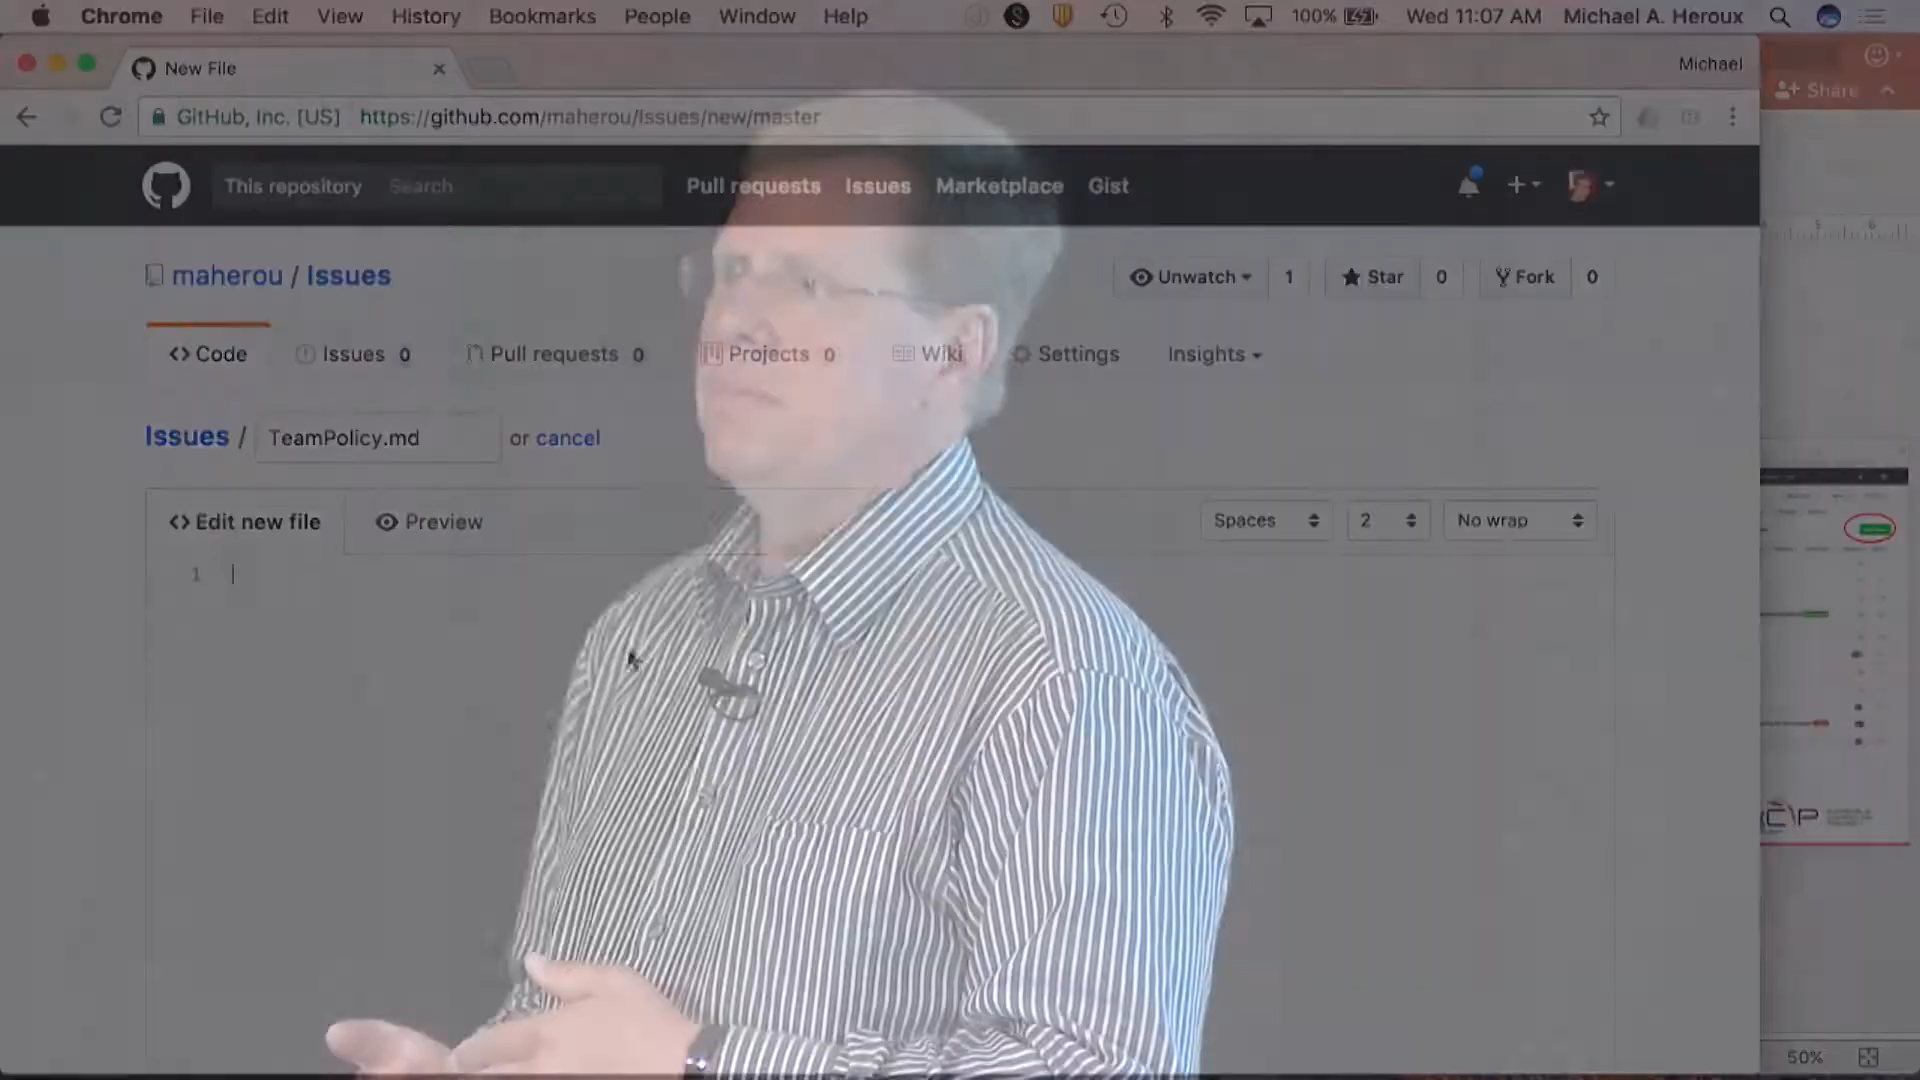 Chrome File Edit View History Bookmarks People Window Help 100% Wed 11:07 AM Michael A. Heroux
New File Michael
Share
GitHub, Inc. [US] https://github.com/maherou/Issues/new/master
This repository Search Pull requests Issues Marketplace Gist
5 6
maherou / Issues Unwatch 1 Star 0 Fork 0
Code Issues 0 Pull requests 0 Projects 0 Wiki Settings Insights
Issues / TeamPolicy.md or cancel
Edit new file Preview Spaces 2 No wrap
1
50%